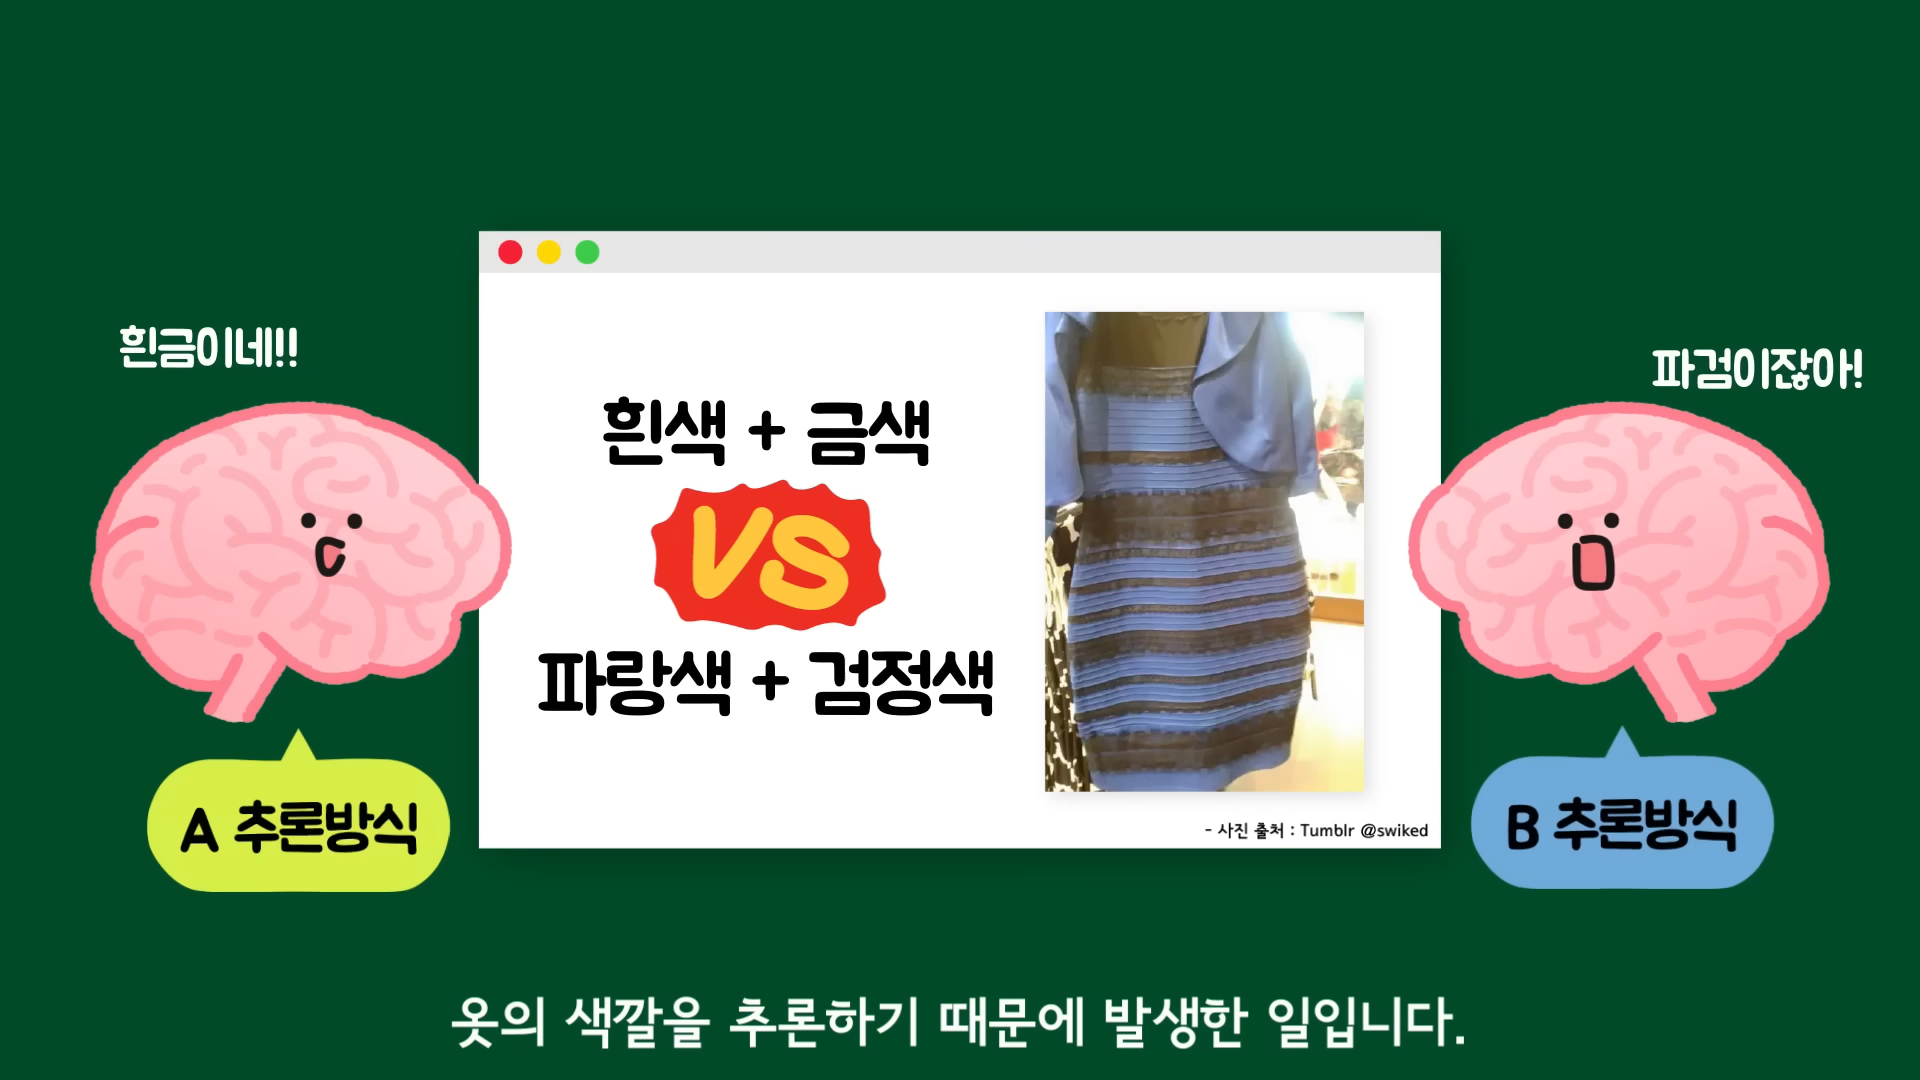 흰금이네!!
파검이잖아!
흰색 + 금색
VS
파랑색 + 검정색
- 사진 출처 : Tumblr @swiked
A 추론방식
B 추론방식
옷의 색깔을 추론하기 때문에 발생한 일입니다.